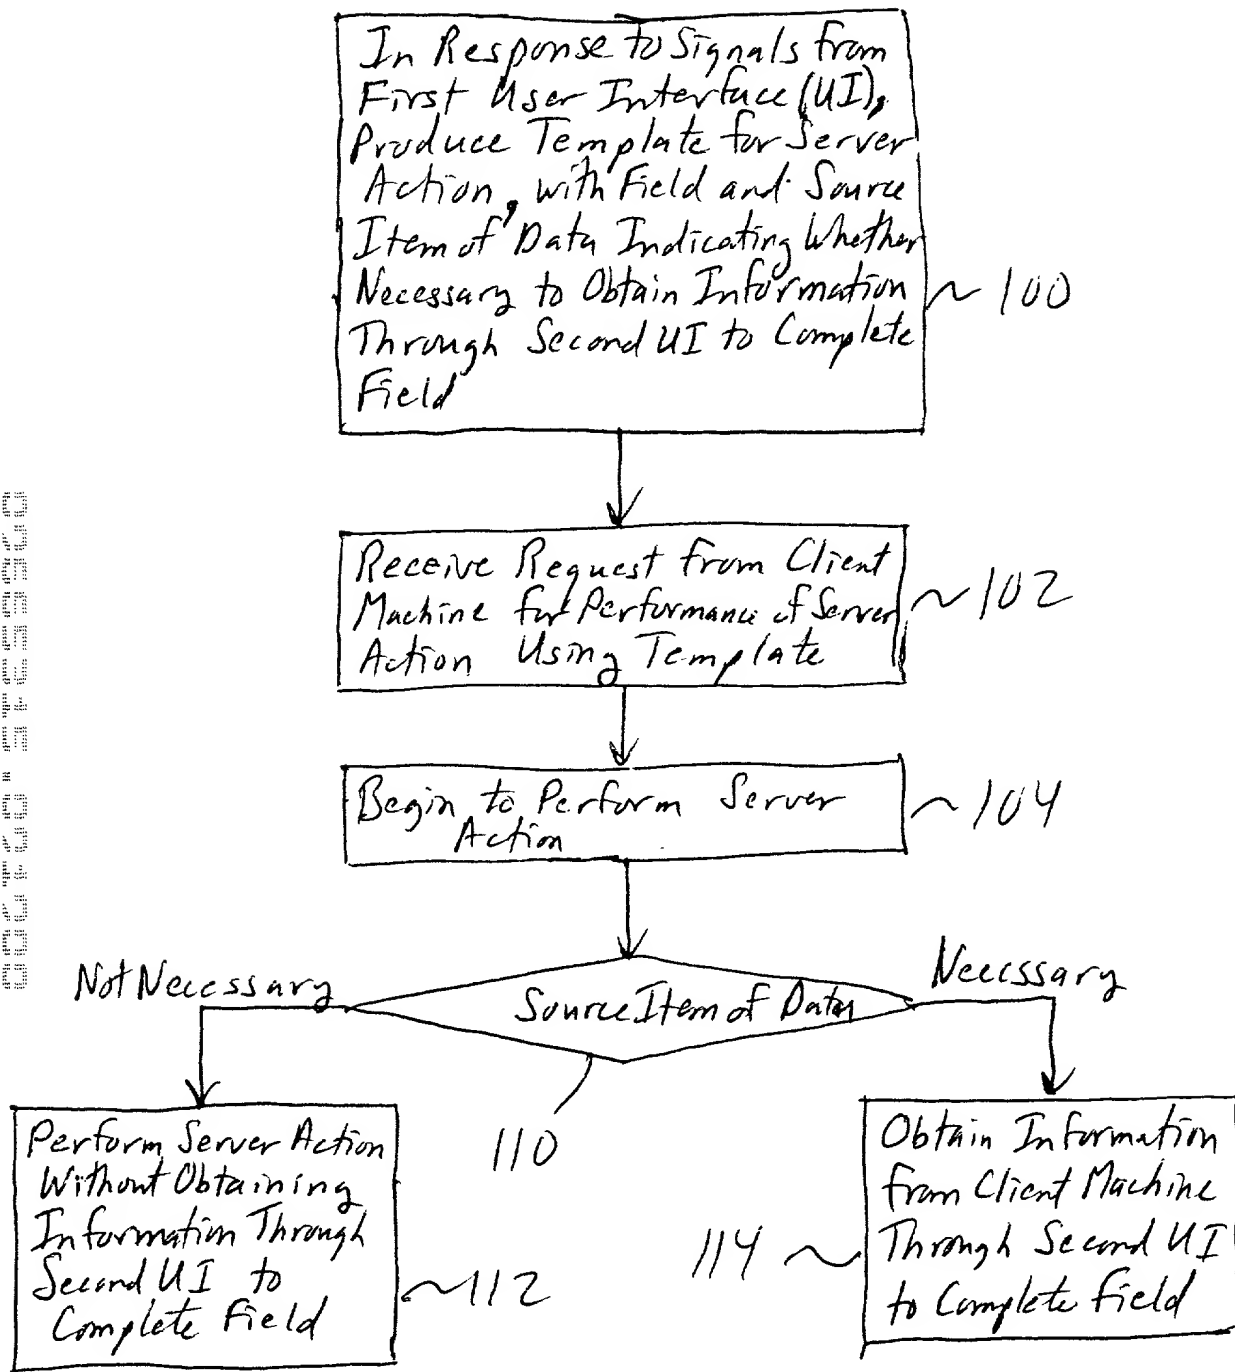 In Response to Signals from
First User Interface (UI),
Produce Template for Server
Action, with Field and Source
Item of Data Indicating Whether
Necessary to Obtain Information
Through Second UI to Complete
Field
~ 100
Receive Request from Client
Machine for Performance of Server
Action Using Template
~ 102
Begin to Perform Server
Action
~ 104
Not Necessary
Source Item of Data
Necessary
110
Perform Server Action
Without Obtaining
Information Through
Second UI to
Complete Field
~ 112
Obtain Information
from Client Machine
Through Second UI
to Complete Field
114 ~